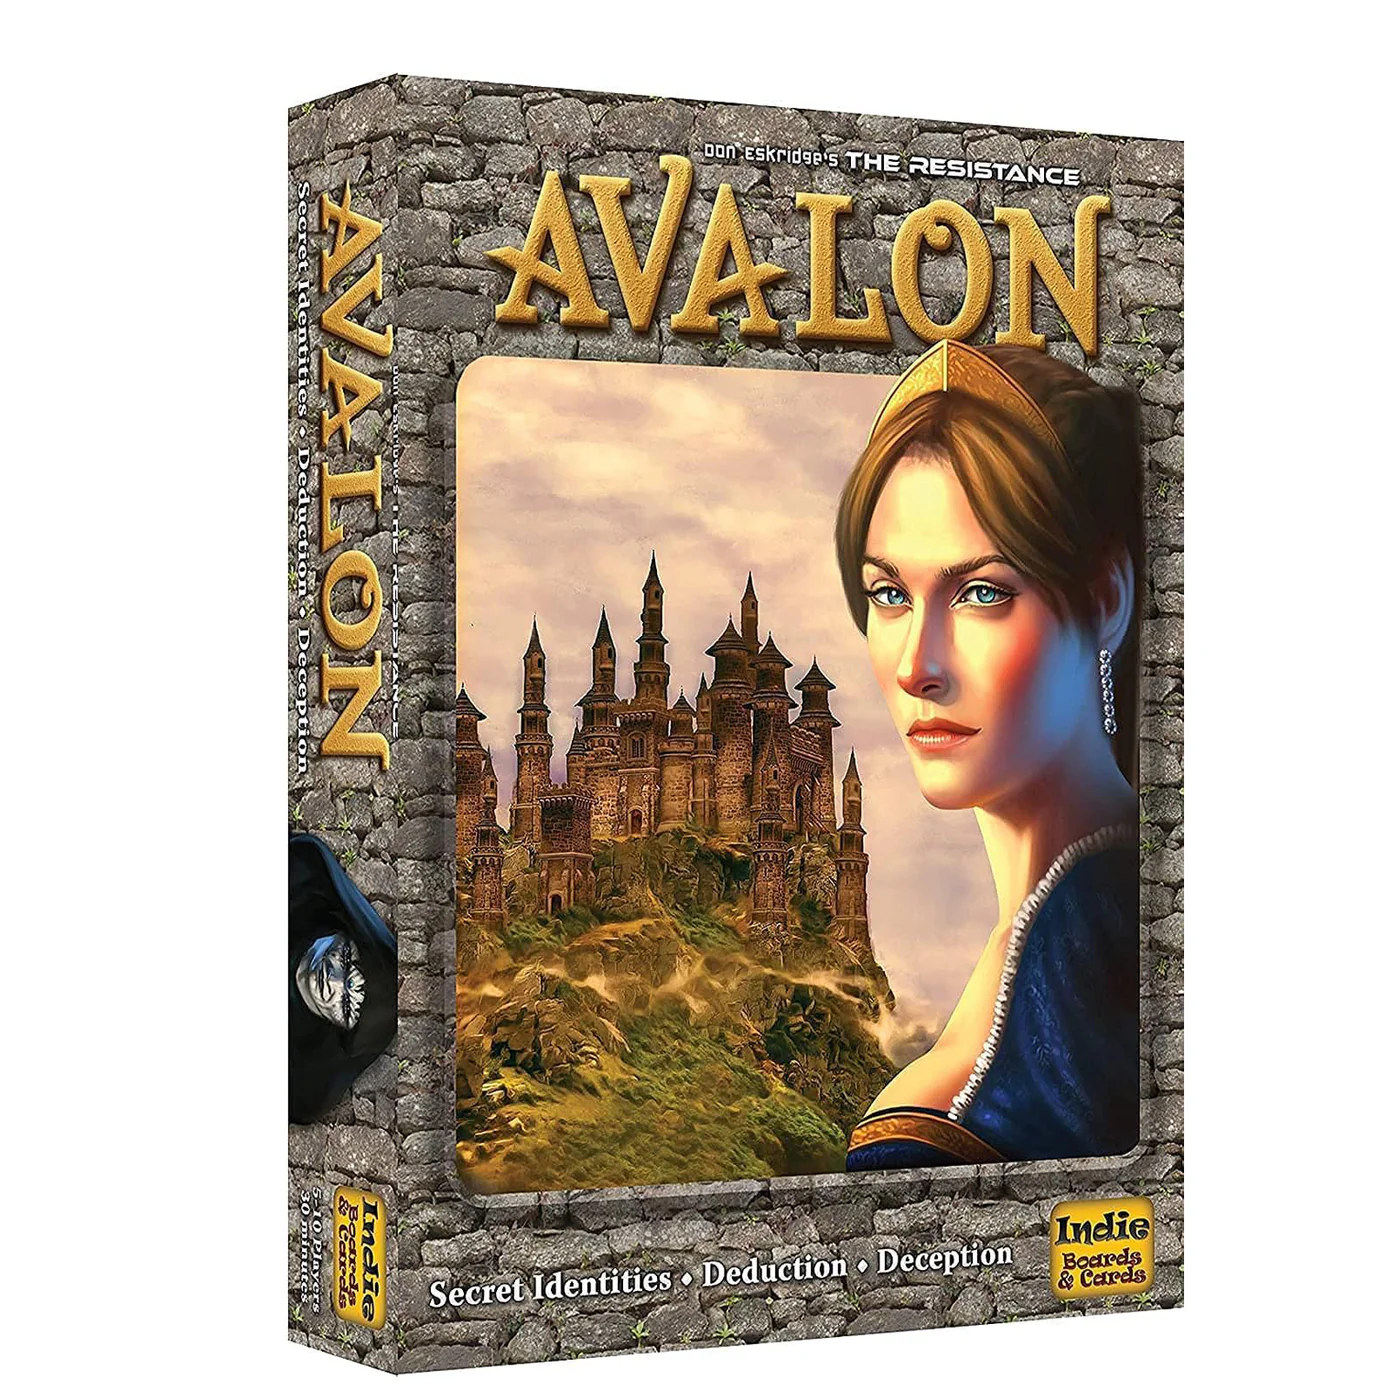 Don Eskridge's THE RESISTANCE
AVALON
Secret Identities • Deduction • Deception
Indie
Boards
& Cards
AVALON
Don Eskridge's THE RESISTANCE
Secret Identities • Deduction • Deception
Indie
Boards
& Cards
5-10 Players
30 minutes